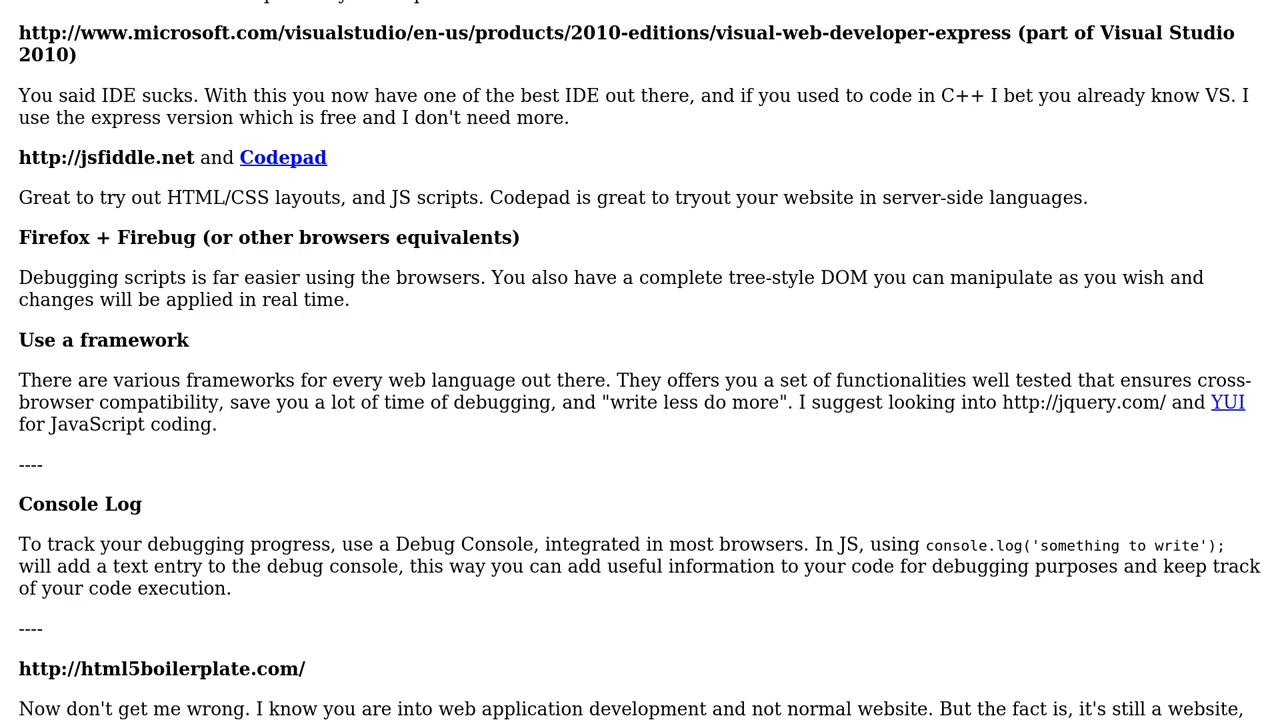 http://www.microsoft.com/visualstudio/en-us/products/2010-editions/visual-web-developer-express (part of Visual Studio
2010)
You said IDE sucks. With this you now have one of the best IDE out there, and if you used to code in C++ I bet you already know VS. I
use the express version which is free and I don't need more.
http://jsfiddle.net and Codepad
Great to try out HTML/CSS layouts, and JS scripts. Codepad is great to tryout your website in server-side languages.
Firefox + Firebug (or other browsers equivalents)
Debugging scripts is far easier using the browsers. You also have a complete tree-style DOM you can manipulate as you wish and
changes will be applied in real time.
Use a framework
There are various frameworks for every web language out there. They offers you a set of functionalities well tested that ensures cross-
browser compatibility, save you a lot of time of debugging, and "write less do more". I suggest looking into http://jquery.com/ and YUI
for JavaScript coding.
----
Console Log
To track your debugging progress, use a Debug Console, integrated in most browsers. In JS, using console.log('something to write');
will add a text entry to the debug console, this way you can add useful information to your code for debugging purposes and keep track
of your code execution.
----
http://html5boilerplate.com/
Now don't get me wrong. I know you are into web application development and not normal website. But the fact is, it's still a website,